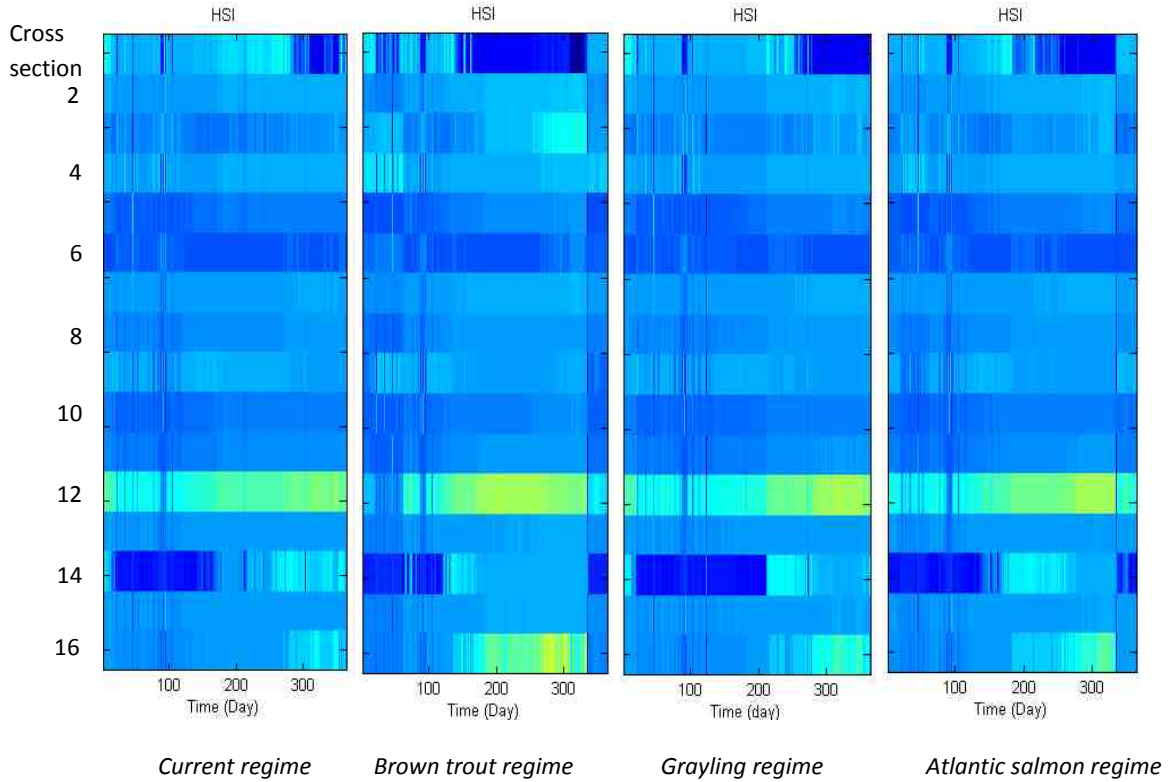 HSI HSI HSI HSI
Cross
section
2
4
6
8
10
12
14
16
100 200 300 100 200 300 100 200 300 100 200 300
Time (Day) Time (Day) Time (day) Time (Day)
Current regime Brown trout regime Grayling regime Atlantic salmon regime